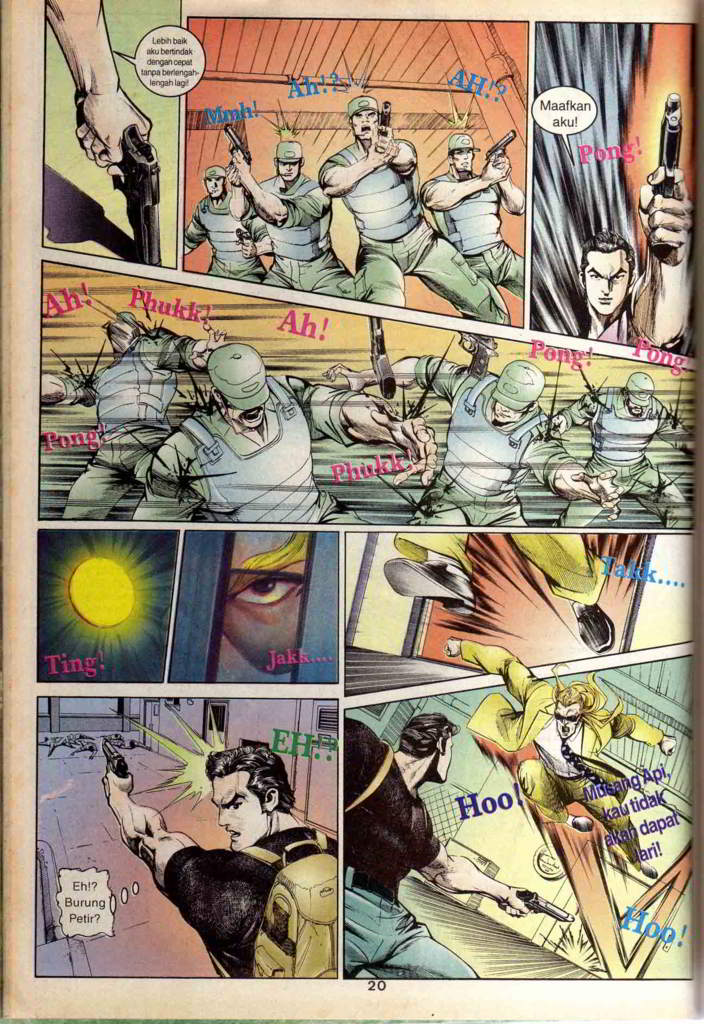 Lebih baik
aku bertindak
dengan cepat
tanpa berlengah-
lengah lagi!
Mmh!
Ah!?
AH!?
Maafkan
aku!
Pong!
Ah!
Phukk!
Ah!
Pong!
Pong!
Pong!
Phukk!
Ting!
Jakk....
Takk....
EH!?
Eh!?
Burung
Petir?
Hoo!
Musang Api,
kau tidak
akan dapat
lari!
Hoo!
20